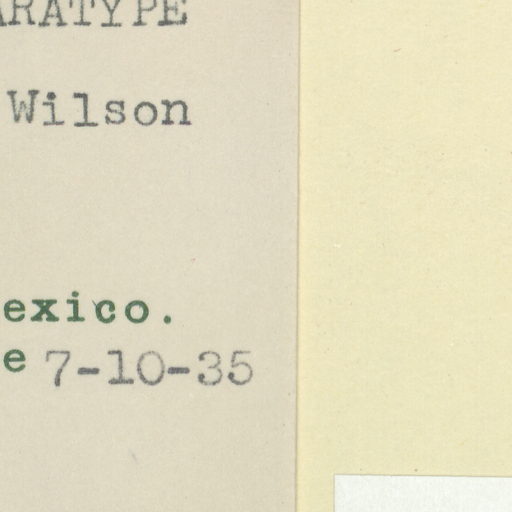 ARATYPE
Wilson
exico.
e 7-10-35